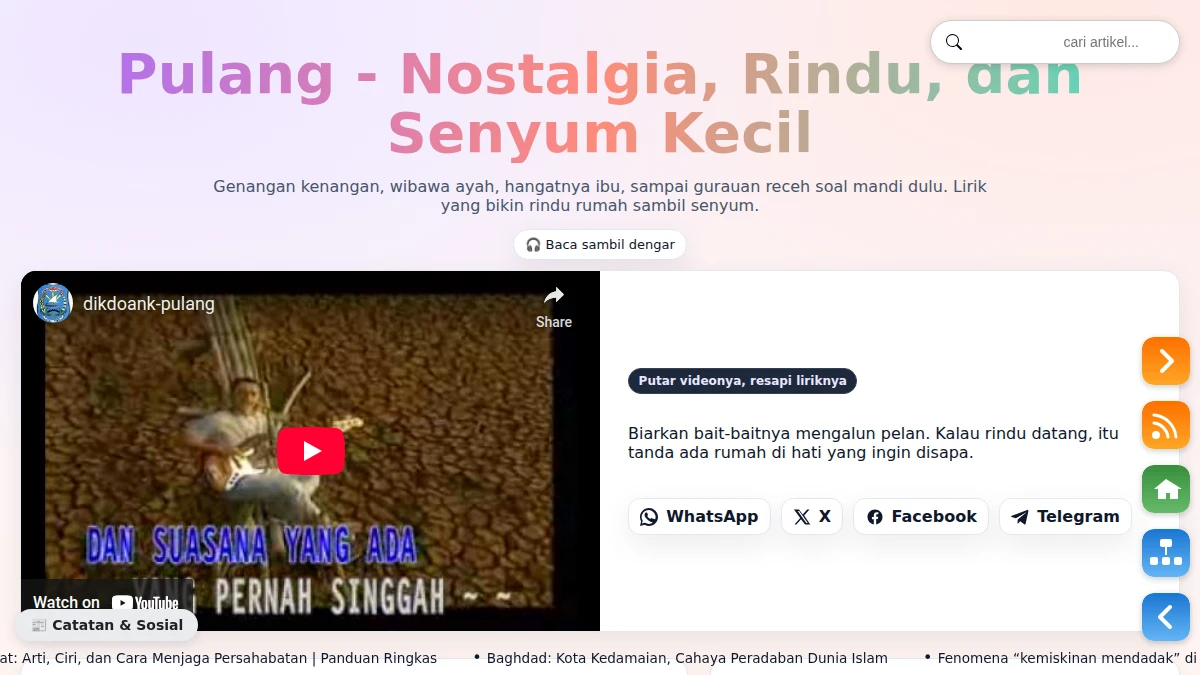 cari artikel...
Pulang - Nostalgia, Rindu, dan
Senyum Kecil
Genangan kenangan, wibawa ayah, hangatnya ibu, sampai gurauan receh soal mandi dulu. Lirik
yang bikin rindu rumah sambil senyum.
🎧 Baca sambil dengar
dikdoank-pulang
Share
DAN SUASANA YANG ADA
PERNAH SINGGAH ~ ~
Watch on YouTube
📰 Catatan & Sosial
Putar videonya, resapi liriknya
Biarkan bait-baitnya mengalun pelan. Kalau rindu datang, itu
tanda ada rumah di hati yang ingin disapa.
WhatsApp
X
Facebook
Telegram
at: Arti, Ciri, dan Cara Menjaga Persahabatan | Panduan Ringkas • Baghdad: Kota Kedamaian, Cahaya Peradaban Dunia Islam • Fenomena “kemiskinan mendadak” di